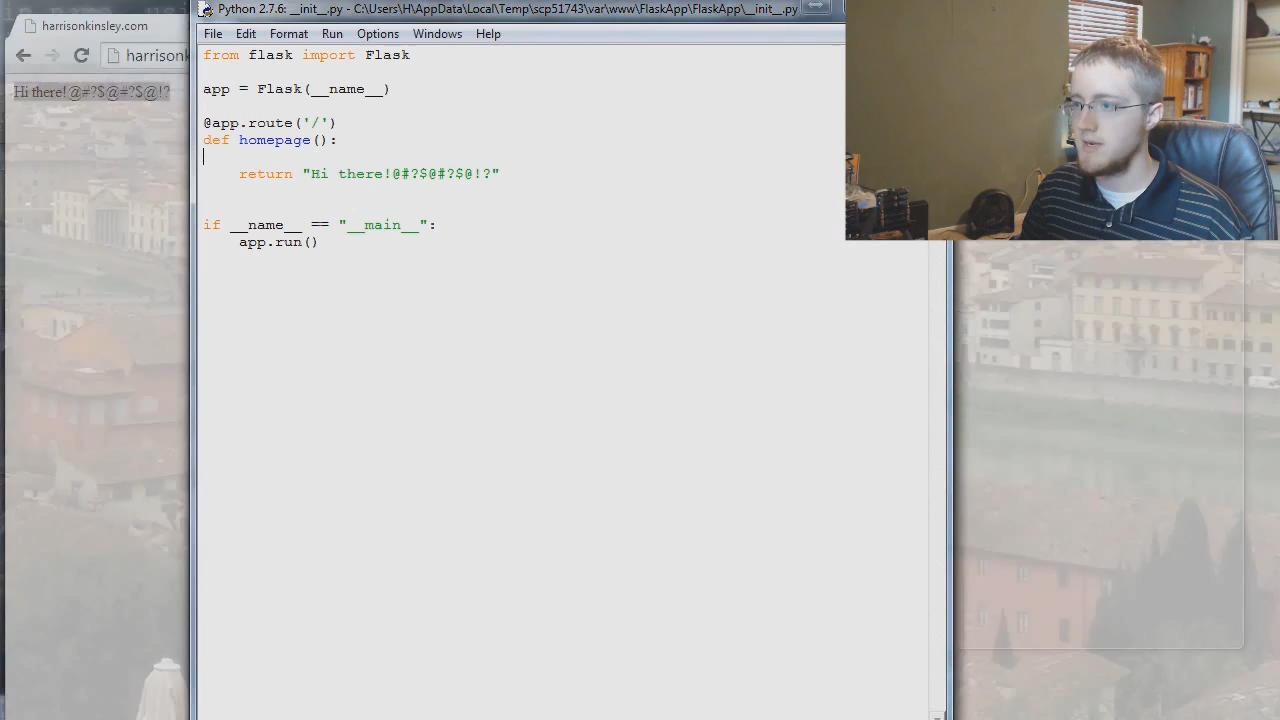 Python 2.7.6: __init__.py - C:\Users\H\AppData\Local\Temp\scp51743\var\www\FlaskApp\FlaskApp\__init__.py
harrisonkinsley.com
File Edit Format Run Options Windows Help
harrisonk
Hi there!@#?$@#?$@!?
from flask import Flask
app = Flask(__name__)
@app.route('/')
def homepage():
return "Hi there!@#?$@#?$@!?"
if __name__ == "__main__":
app.run()